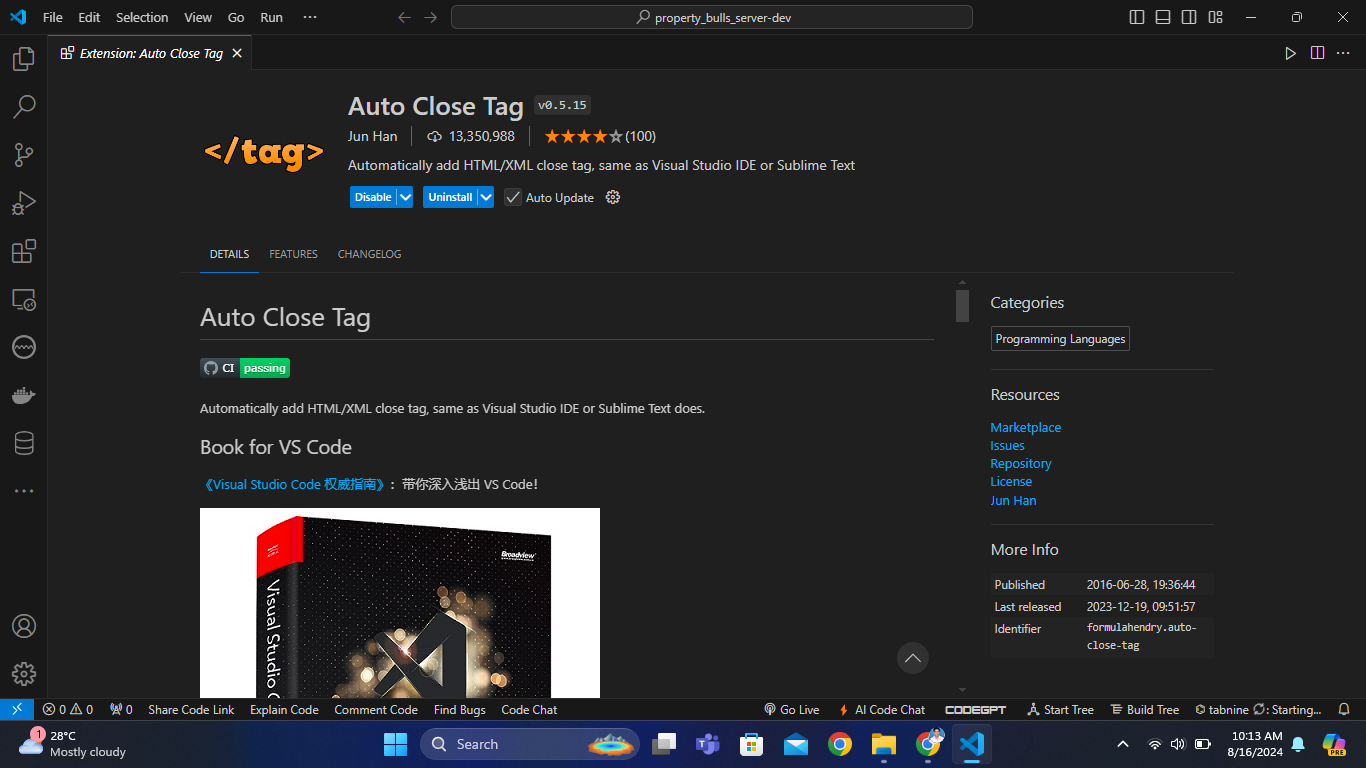 File Edit Selection View Go Run ···
property_bulls_server-dev
Extension: Auto Close Tag
</tag>
Auto Close Tag v0.5.15
Jun Han 13,350,988 (100)
Automatically add HTML/XML close tag, same as Visual Studio IDE or Sublime Text
Disable Uninstall Auto Update
DETAILS FEATURES CHANGELOG
Auto Close Tag
CI passing
Automatically add HTML/XML close tag, same as Visual Studio IDE or Sublime Text does.
Book for VS Code
《Visual Studio Code 权威指南》：带你深入浅出 VS Code！
Broadview
Visual Studio C
Categories
Programming Languages
Resources
Marketplace
Issues
Repository
License
Jun Han
More Info
Published 2016-06-28, 19:36:44
Last released 2023-12-19, 09:51:57
Identifier formulahendry.auto-
close-tag
0 0 0 Share Code Link Explain Code Comment Code Find Bugs Code Chat Go Live AI Code Chat CODEGPT Start Tree Build Tree tabnine : Starting...
1 28°C
Mostly cloudy
Search
10:13 AM
8/16/2024
PRE